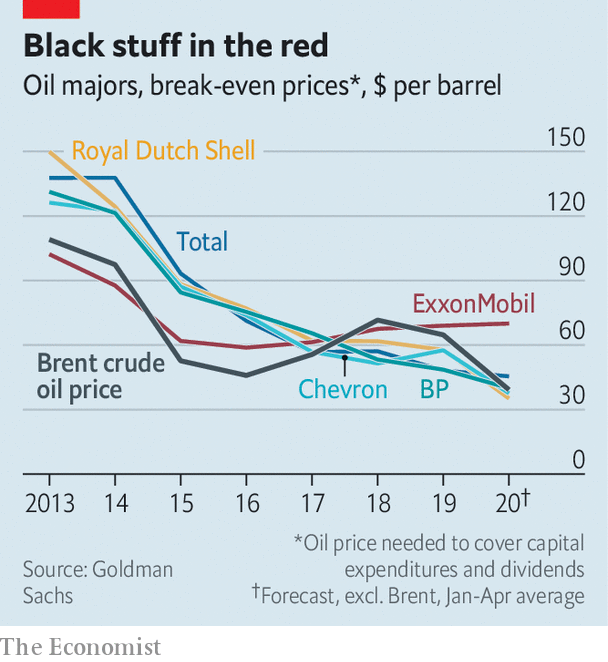 Black stuff in the red
Oil majors, break-even prices*, $ per barrel
150
Royal Dutch Shell
120
Total
90
ExxonMobil
60
Brent crude
oil price
Chevron
BP
30
0
2013 14 15 16 17 18 19 20†
*Oil price needed to cover capital
expenditures and dividends
†Forecast, excl. Brent, Jan-Apr average
Source: Goldman
Sachs
The Economist